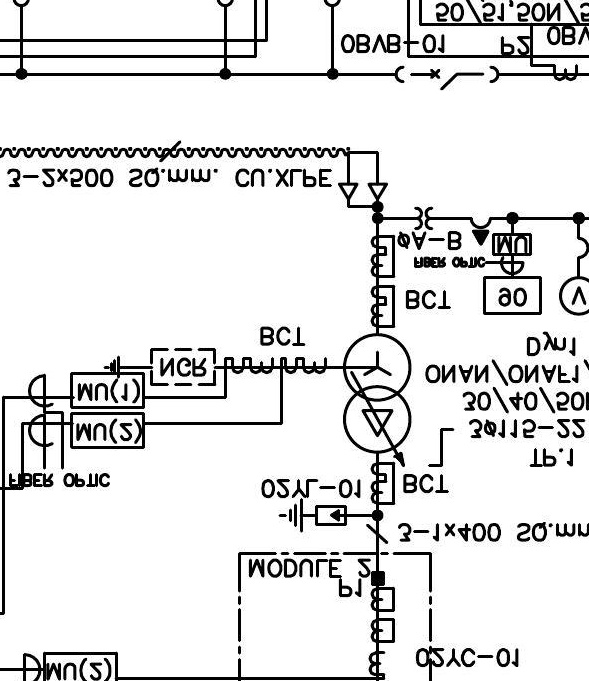 50/51,50N/5
0BVB-01
P2
0BV
3-2x500 SQ.mm. CU.XLPE
ØA-B
MU
FIBER OPTIC
90
V
BCT
BCT
Dyn1
NGR
ONAN/ONAF1,
MU(1)
30/40/50
MU(2)
3Ø115-22
TP.1
FIBER OPTIC
02YL-01
BCT
3-1x400 SQ.mm
MODULE 2
P1
02YC-01
MU(2)